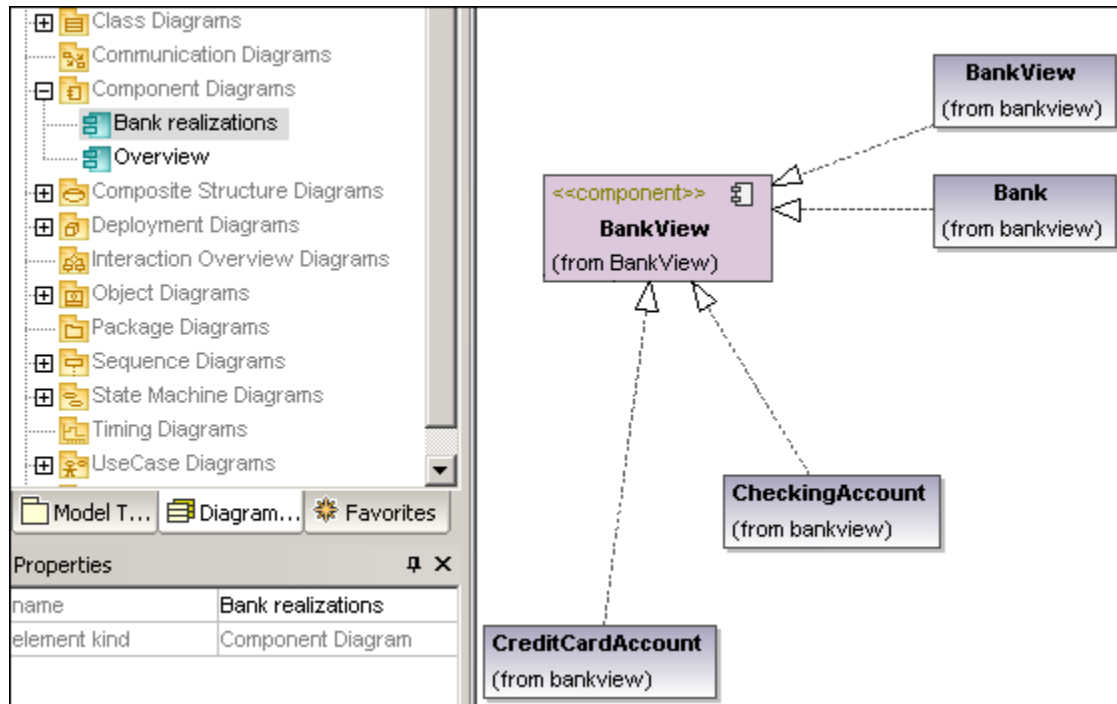 Class Diagrams
Communication Diagrams
Component Diagrams
Bank realizations
Overview
Composite Structure Diagrams
Deployment Diagrams
Interaction Overview Diagrams
Object Diagrams
Package Diagrams
Sequence Diagrams
State Machine Diagrams
Timing Diagrams
UseCase Diagrams
Model T... Diagram... Favorites
Properties
name Bank realizations
element kind Component Diagram
BankView
(from bankview)
<<component>>
BankView
(from BankView)
Bank
(from bankview)
CheckingAccount
(from bankview)
CreditCardAccount
(from bankview)